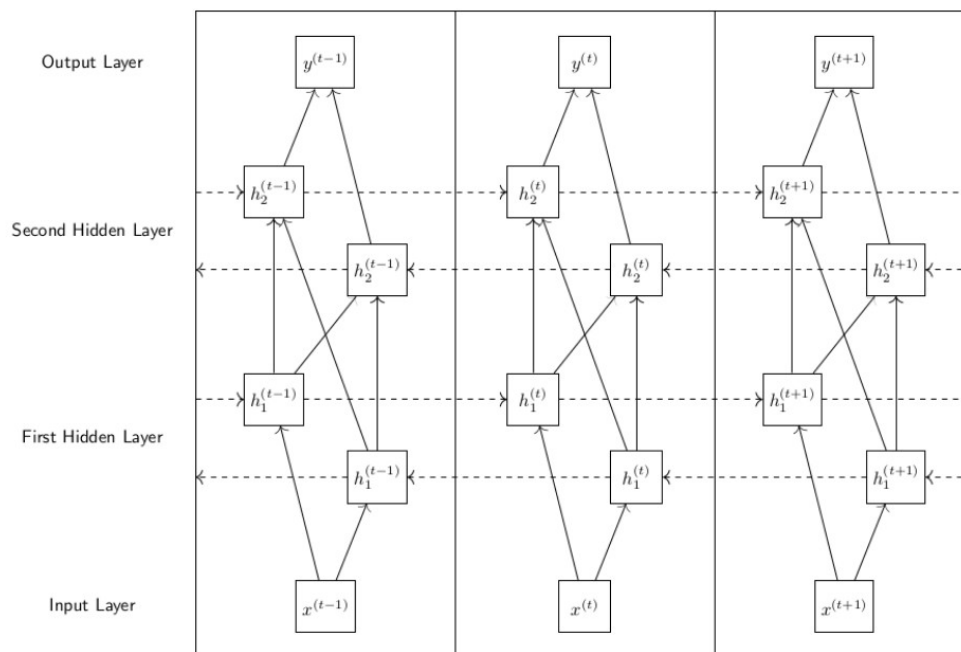 Output Layer
y^(t−1) y^(t) y^(t+1)
h_2^(t−1) h_2^(t) h_2^(t+1)
Second Hidden Layer
h_2^(t−1) h_2^(t) h_2^(t+1)
h_1^(t−1) h_1^(t) h_1^(t+1)
First Hidden Layer
h_1^(t−1) h_1^(t) h_1^(t+1)
Input Layer
x^(t−1) x^(t) x^(t+1)